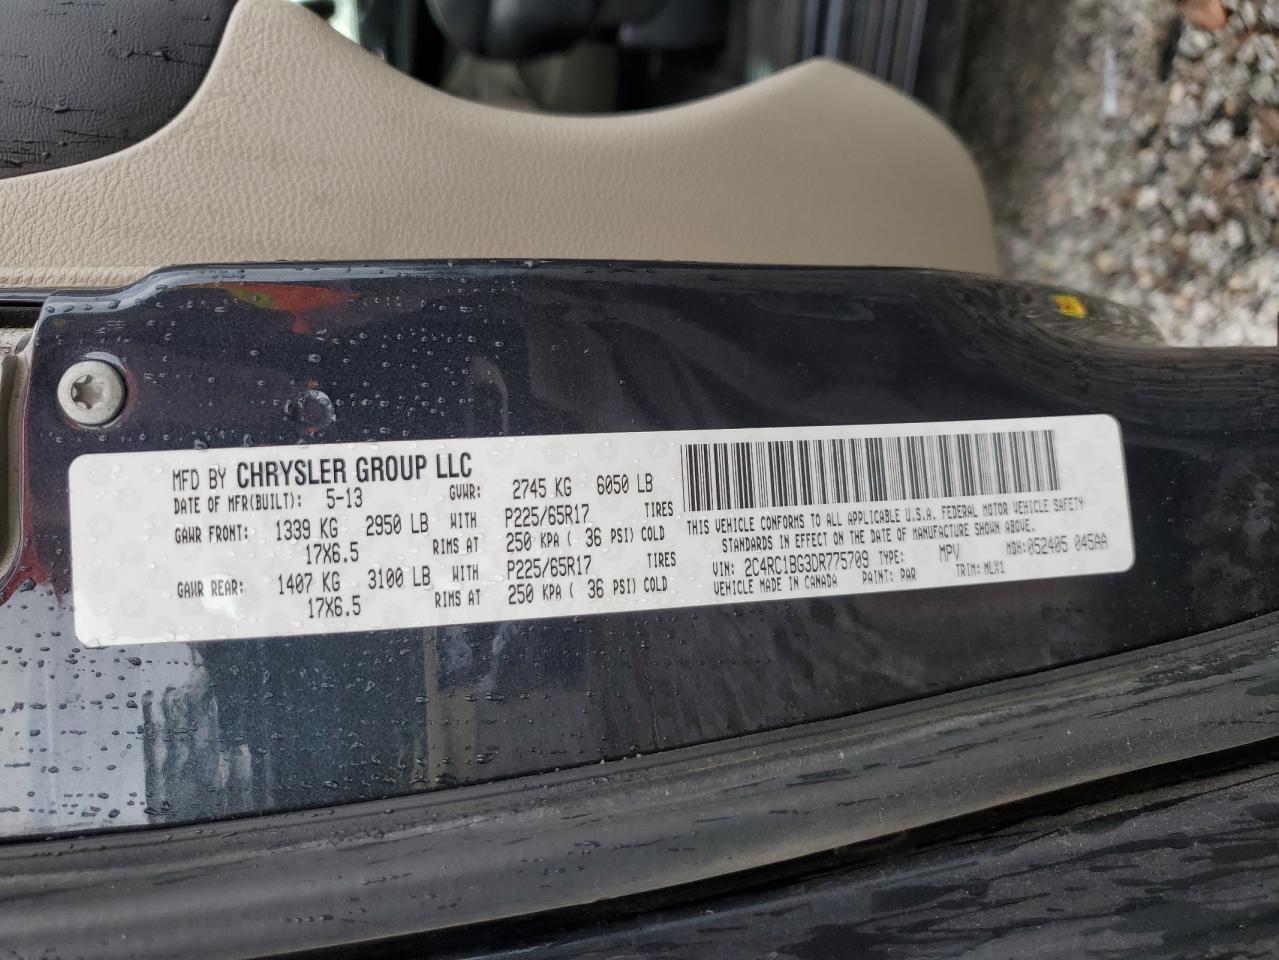 MFD BY CHRYSLER GROUP LLC
DATE OF MFR(BUILT): 5-13 GVWR: 2745 KG 6050 LB
GAWR FRONT: 1339 KG 2950 LB WITH P225/65R17 TIRES
17X6.5 RIMS AT 250 KPA ( 36 PSI) COLD
GAWR REAR: 1407 KG 3100 LB WITH P225/65R17 TIRES
17X6.5 RIMS AT 250 KPA ( 36 PSI) COLD
THIS VEHICLE CONFORMS TO ALL APPLICABLE U.S.A. FEDERAL MOTOR VEHICLE SAFETY
STANDARDS IN EFFECT ON THE DATE OF MANUFACTURE SHOWN ABOVE.
VIN: 2C4RC1BG3DR775709 TYPE: MPV MDH: 052405 045AA
VEHICLE MADE IN CANADA PAINT: PAR TRIM: MLX1